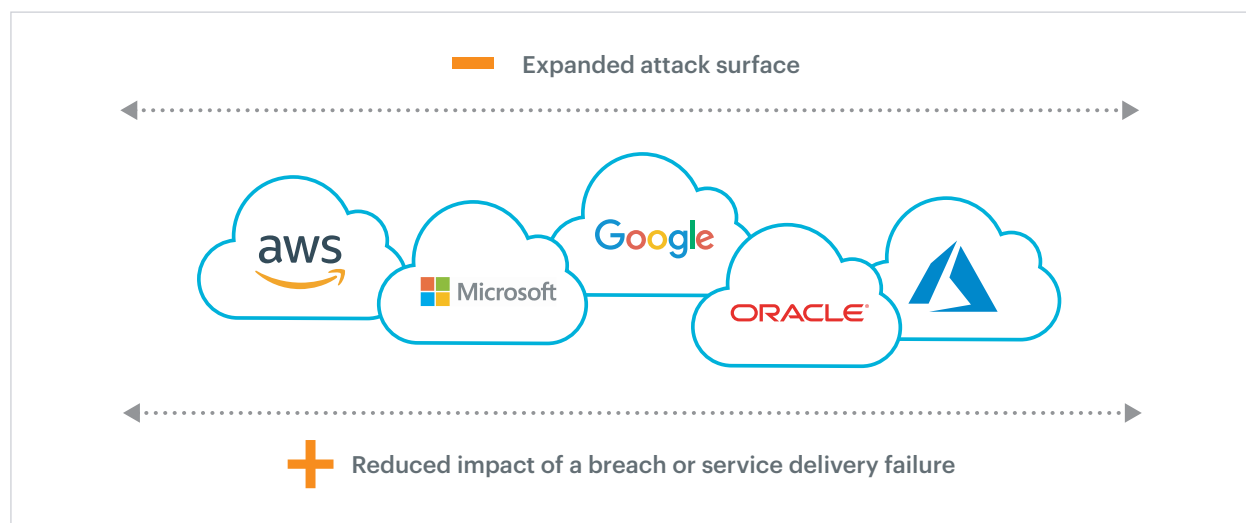 Expanded attack surface
aws
Google
Microsoft
ORACLE®
Reduced impact of a breach or service delivery failure